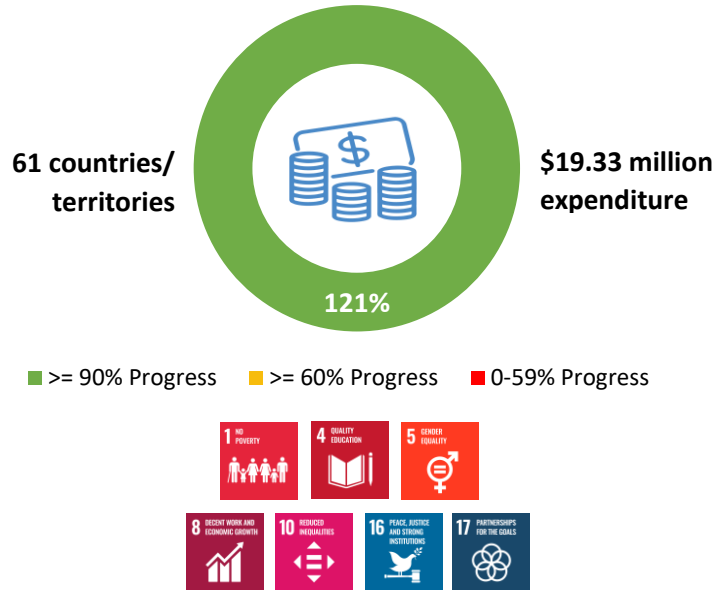 61 countries/
territories
$
$19.33 million
expenditure
121%
>= 90% Progress >= 60% Progress 0-59% Progress
1 NO
POVERTY
4 QUALITY
EDUCATION
5 GENDER
EQUALITY
8 DECENT WORK AND
ECONOMIC GROWTH
10 REDUCED
INEQUALITIES
16 PEACE, JUSTICE
AND STRONG
INSTITUTIONS
17 PARTNERSHIPS
FOR THE GOALS